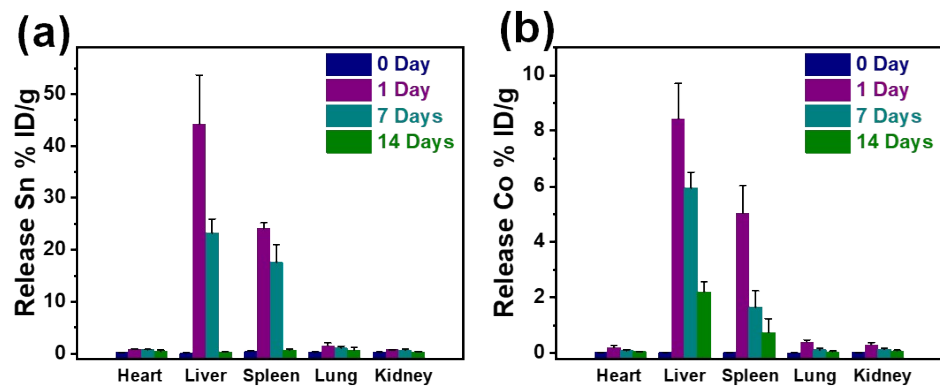 (a)
Release Sn % ID/g
50
40
30
20
10
0
0 Day
1 Day
7 Days
14 Days
Heart Liver Spleen Lung Kidney
(b)
Release Co % ID/g
10
8
6
4
2
0
0 Day
1 Day
7 Days
14 Days
Heart Liver Spleen Lung Kidney